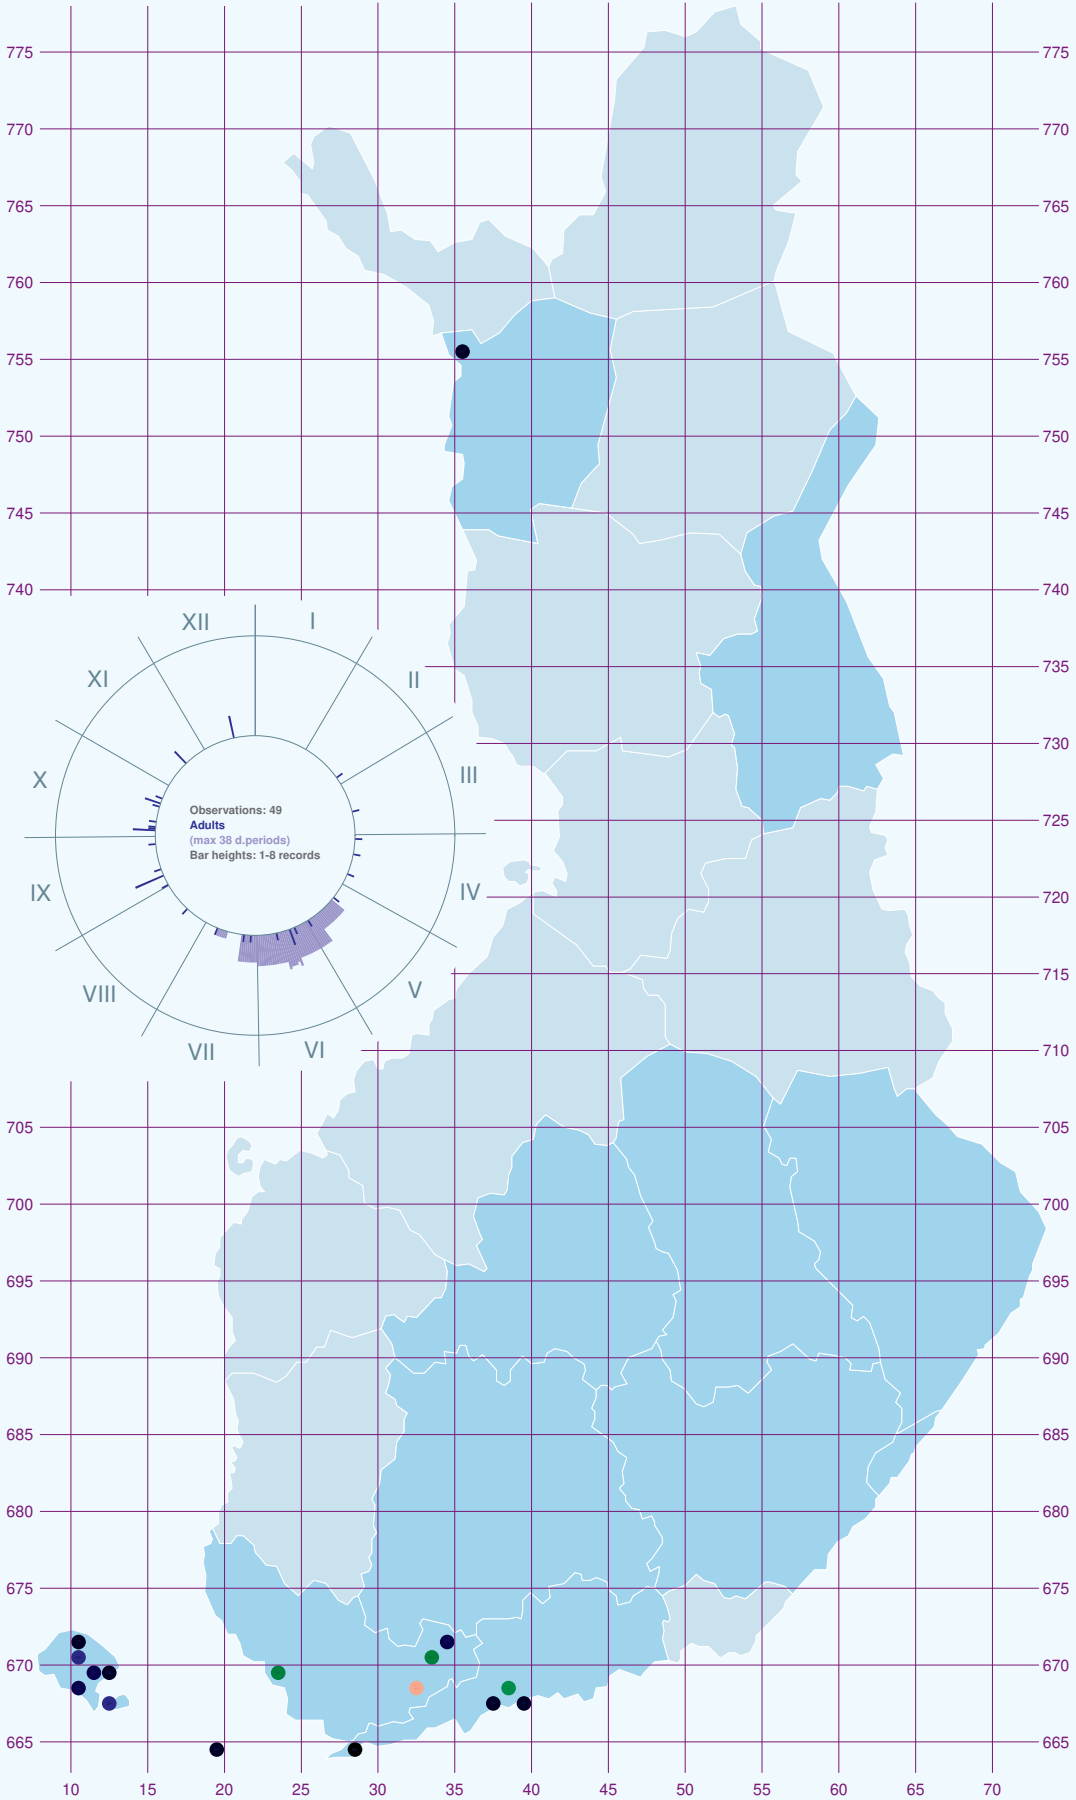 775 775
770 770
765 765
760 760
755 755
750 750
745 745
740 740
XII I
XI II
735
730
X III
725
Observations: 49
Adults
(max 38 d.periods)
Bar heights: 1-8 records
IX IV
720
715
VIII V
VII VI
710
705 705
700 700
695 695
690 690
685 685
680 680
675 675
670 670
665 665
10 15 20 25 30 35 40 45 50 55 60 65 70